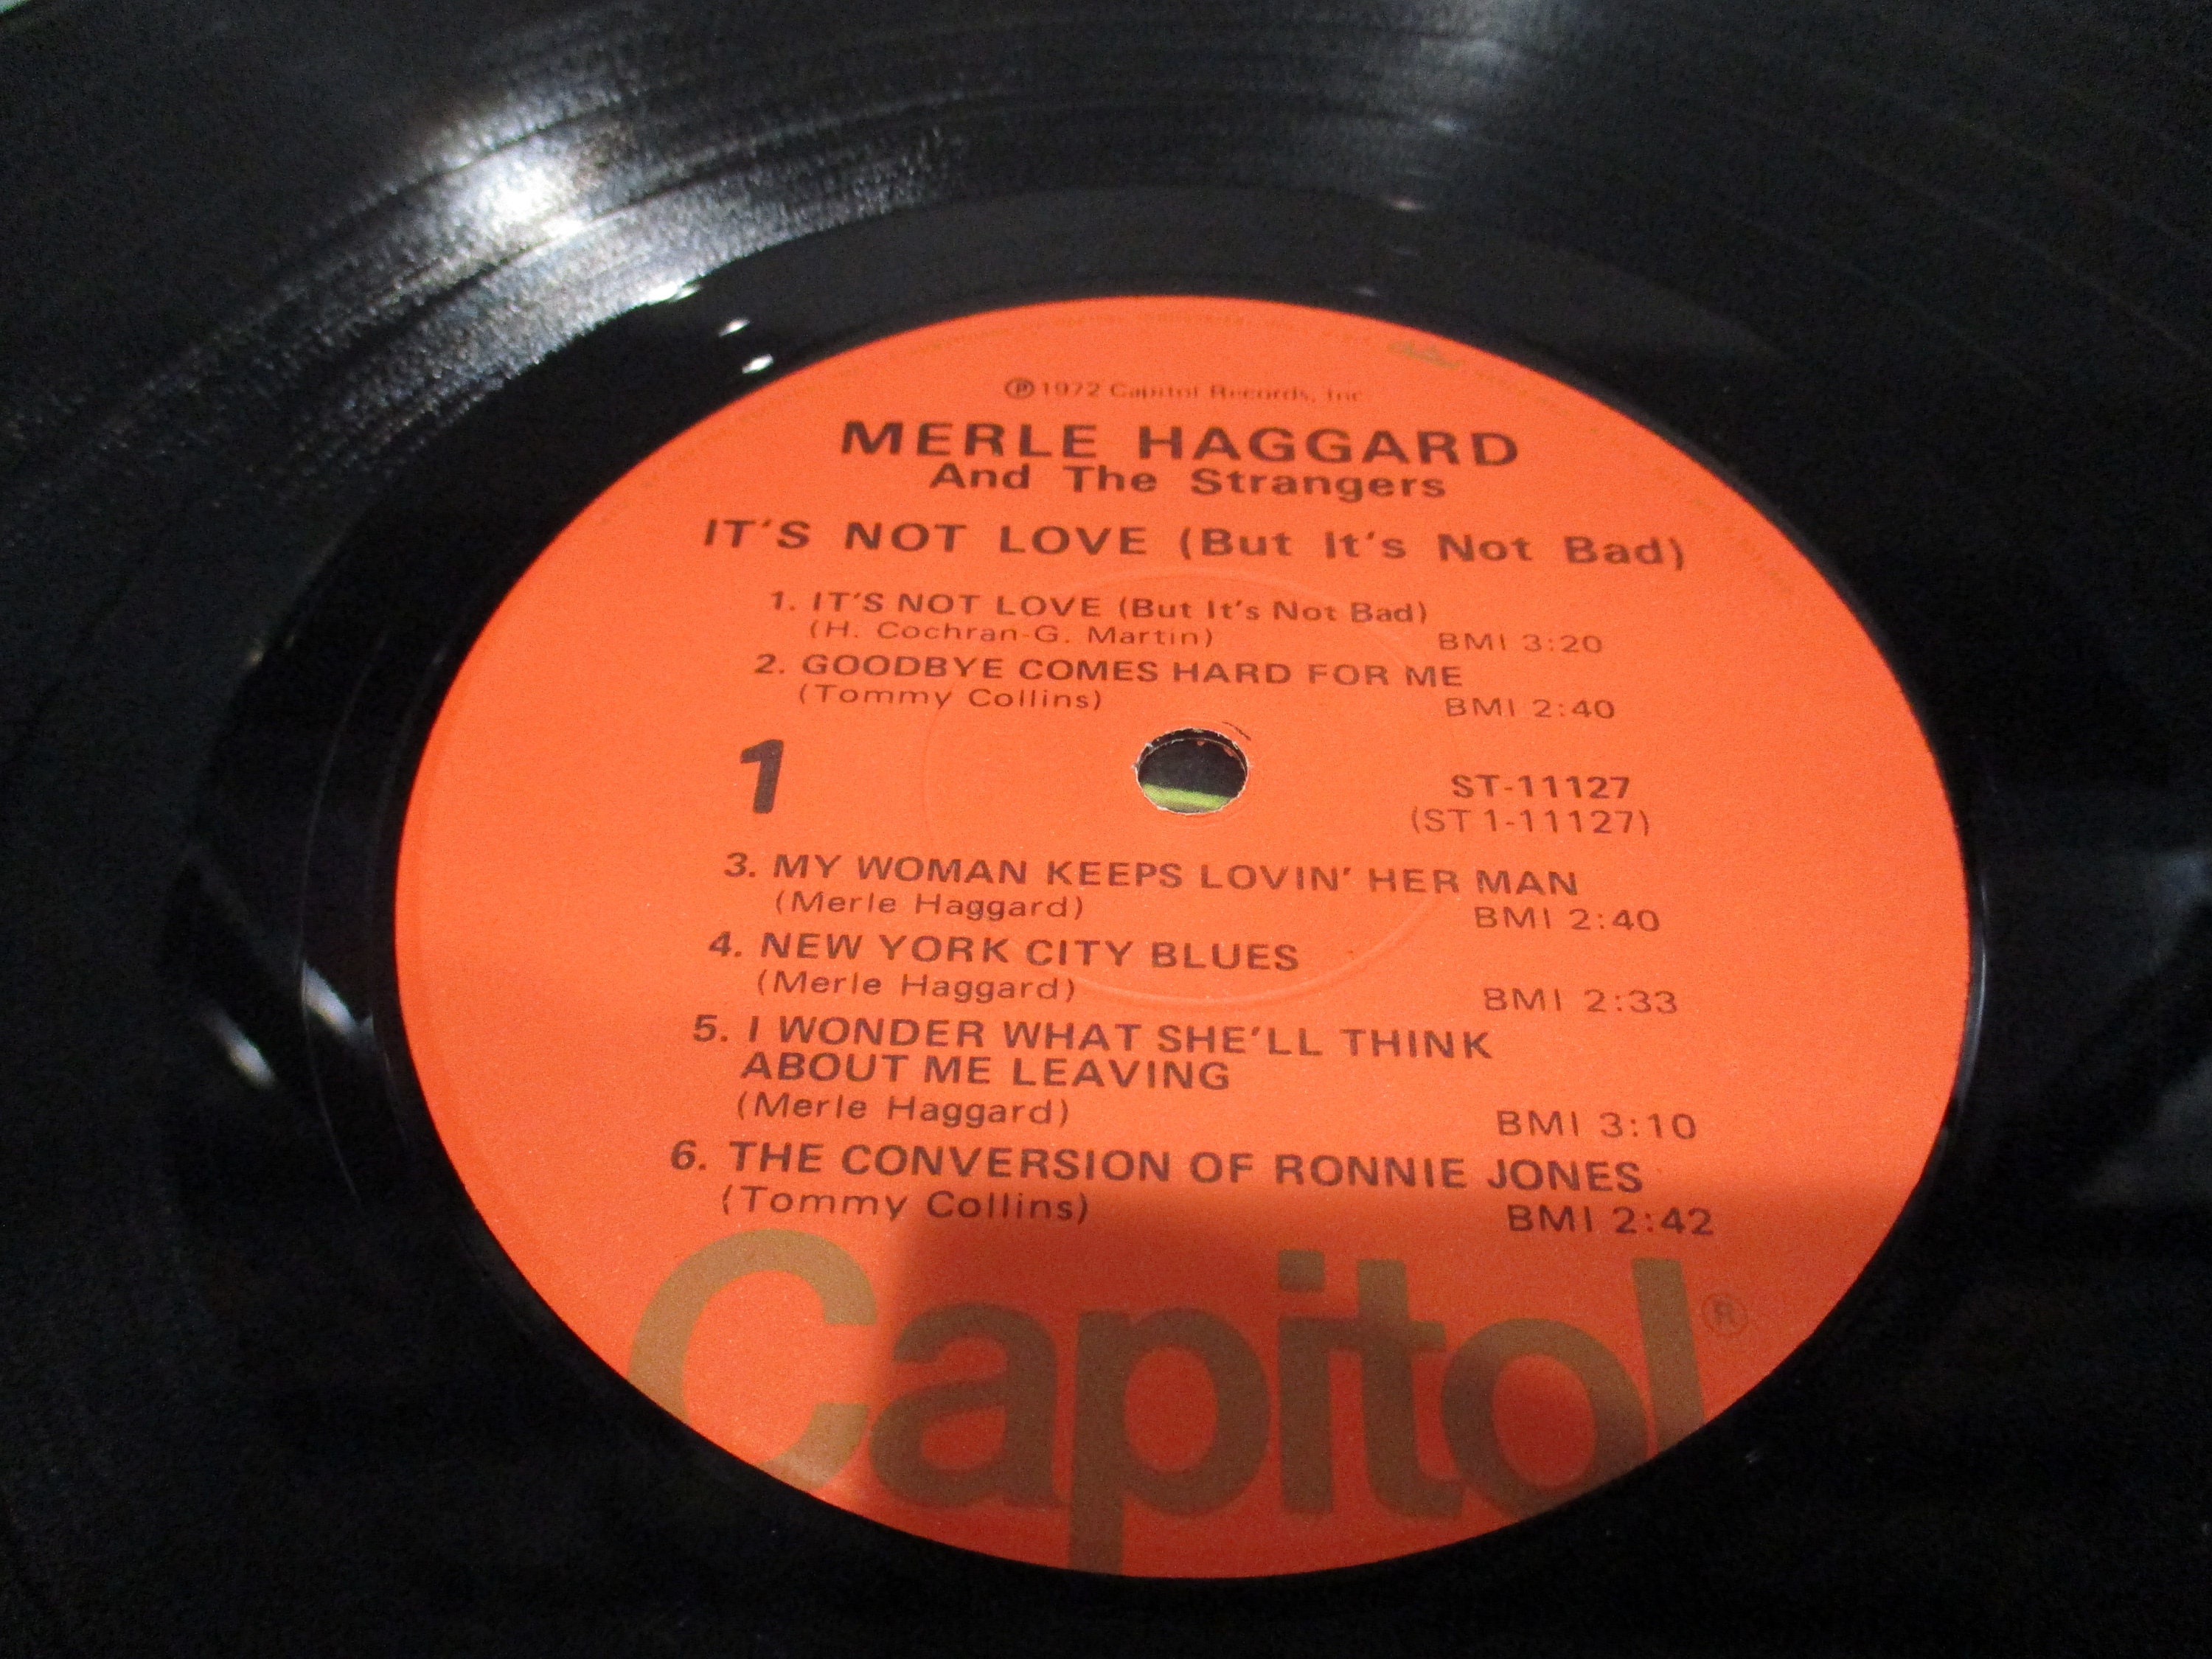 ℗1972 Capitol Records, Inc
MERLE HAGGARD
And The Strangers
IT'S NOT LOVE (But It's Not Bad)
1. IT'S NOT LOVE (But It's Not Bad)
(H. Cochran-G. Martin) BMI 3:20
2. GOODBYE COMES HARD FOR ME
(Tommy Collins) BMI 2:40
1
ST-11127
(ST 1-11127)
3. MY WOMAN KEEPS LOVIN' HER MAN
(Merle Haggard) BMI 2:40
4. NEW YORK CITY BLUES
(Merle Haggard) BMI 2:33
5. I WONDER WHAT SHE'LL THINK
ABOUT ME LEAVING
(Merle Haggard) BMI 3:10
6. THE CONVERSION OF RONNIE JONES
(Tommy Collins) BMI 2:42
Capitol®